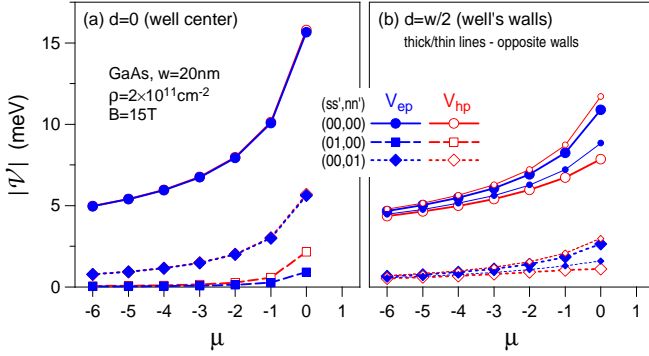 (a) d=0 (well center)
GaAs, w=20nm
ρ=2×10¹¹cm⁻²
B=15T
|𝒱| (meV)
15
10
5
0
-6 -5 -4 -3 -2 -1 0 1
μ
(b) d=w/2 (well's walls)
thick/thin lines - opposite walls
(ss',nn') V_ep V_hp
(00,00)
(01,00)
(00,01)
-6 -5 -4 -3 -2 -1 0 1
μ